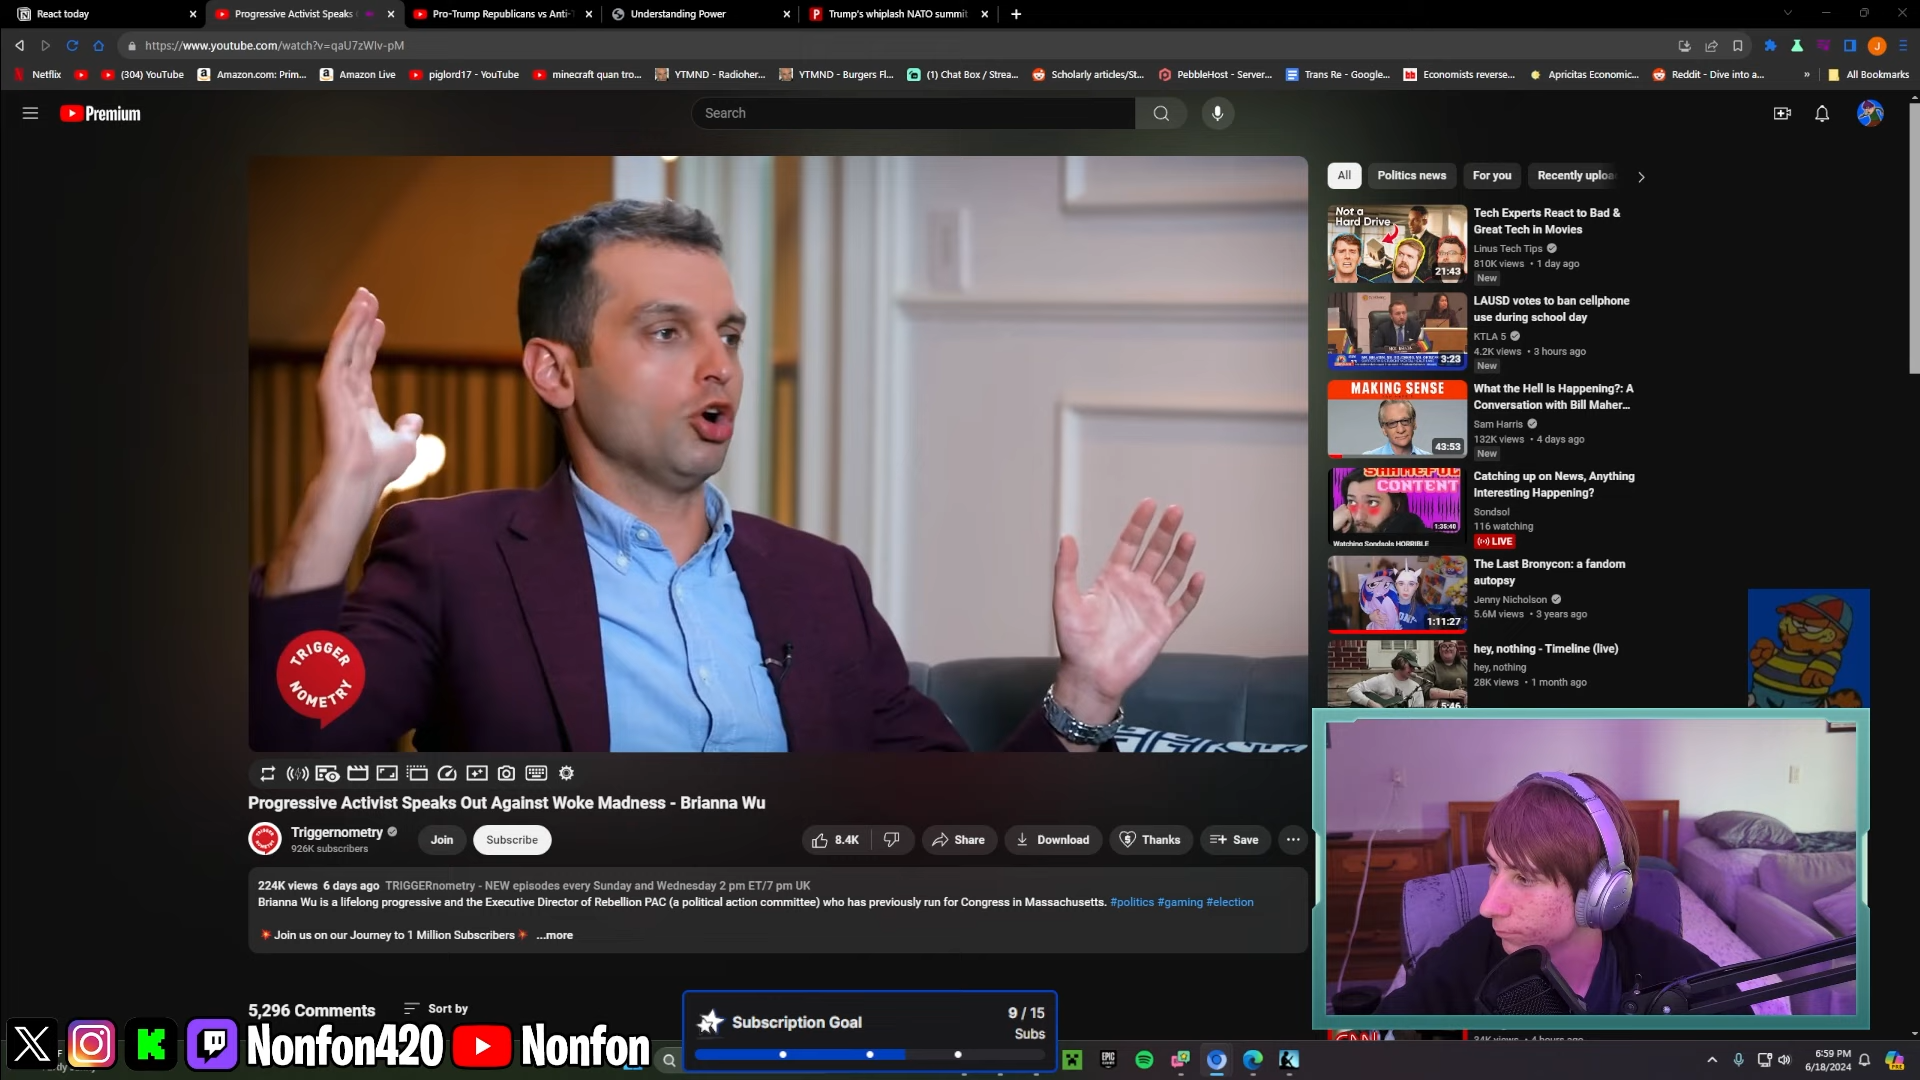 React today
Progressive Activist Speaks
Pro-Trump Republicans vs Anti-T
Understanding Power
Trump's whiplash NATO summit
https://www.youtube.com/watch?v=qaU7zWlv-pM
Netflix
(304) YouTube
Amazon.com: Prim...
Amazon Live
piglord17 - YouTube
minecraft quan tro...
YTMND - Radioher...
YTMND - Burgers Fl...
(1) Chat Box / Strea...
Scholarly articles/St...
PebbleHost - Server...
Trans Re - Google...
Economists reverse...
Apricitas Economic...
Reddit - Dive into a...
All Bookmarks
Premium
Search
All
Politics news
For you
Recently uploa
TRIGGER
NOMETRY
Not a
Hard Drive
21:43
Tech Experts React to Bad &
Great Tech in Movies
Linus Tech Tips
810K views • 1 day ago
New
3:23
LAUSD votes to ban cellphone
use during school day
KTLA 5
4.2K views • 3 hours ago
New
MAKING SENSE
43:53
What the Hell Is Happening?: A
Conversation with Bill Maher...
Sam Harris
132K views • 4 days ago
New
CONTENT
1:36:40
Watching Sondsols HORRIBLE
Catching up on News, Anything
Interesting Happening?
Sondsol
116 watching
LIVE
1:11:27
The Last Bronycon: a fandom
autopsy
Jenny Nicholson
5.6M views • 3 years ago
5:46
hey, nothing - Timeline (live)
hey, nothing
28K views • 1 month ago
Progressive Activist Speaks Out Against Woke Madness - Brianna Wu
Triggernometry
926K subscribers
Join
Subscribe
8.4K
Share
Download
Thanks
Save
224K views 6 days ago TRIGGERnometry - NEW episodes every Sunday and Wednesday 2 pm ET/7 pm UK
Brianna Wu is a lifelong progressive and the Executive Director of Rebellion PAC (a political action committee) who has previously run for Congress in Massachusetts. #politics #gaming #election
Join us on our Journey to 1 Million Subscribers ...more
5,296 Comments
Sort by
Subscription Goal
9 / 15
Subs
Nonfon420
Nonfon
6:59 PM
6/18/2024